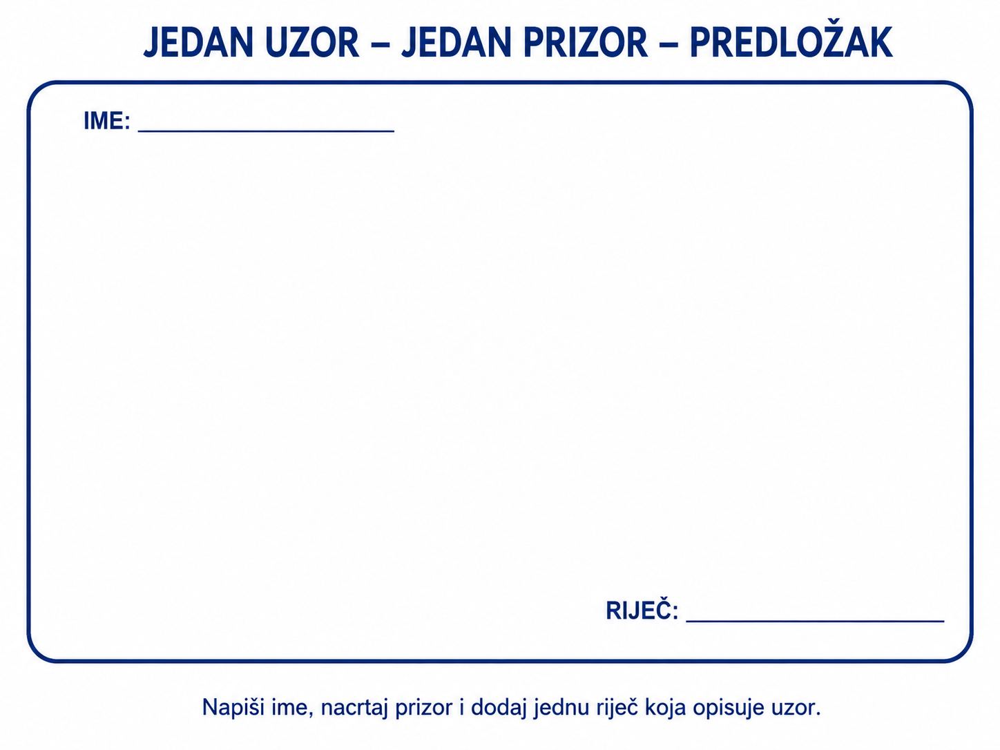 JEDAN UZOR – JEDAN PRIZOR – PREDLOŽAK
IME: ____________________
RIJEČ: ____________________
Napiši ime, nacrtaj prizor i dodaj jednu riječ koja opisuje uzor.